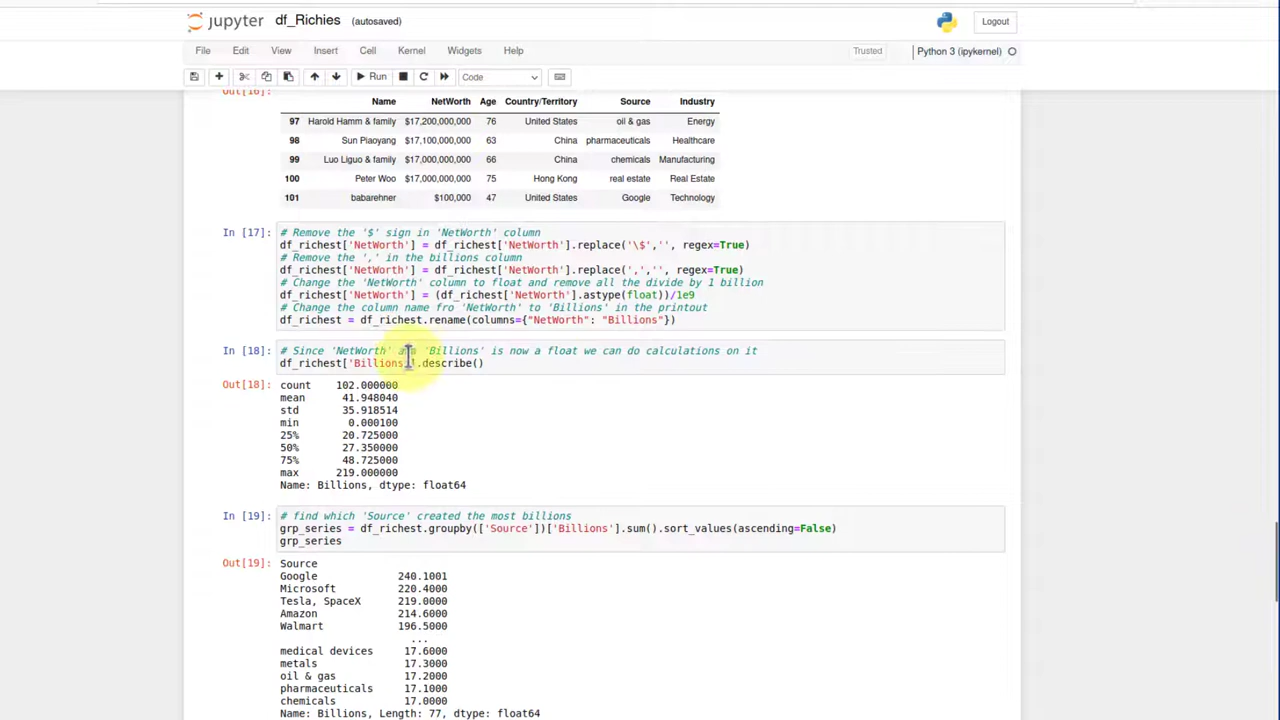 jupyter df_Richies (autosaved) Logout
File Edit View Insert Cell Kernel Widgets Help Trusted Python 3 (ipykernel)
Run Code
Out[16]:
Name NetWorth Age Country/Territory Source Industry
97 Harold Hamm & family $17,200,000,000 76 United States oil & gas Energy
98 Sun Piaoyang $17,100,000,000 63 China pharmaceuticals Healthcare
99 Luo Liguo & family $17,000,000,000 66 China chemicals Manufacturing
100 Peter Woo $17,000,000,000 75 Hong Kong real estate Real Estate
101 babarehner $100,000 47 United States Google Technology
In [17]: # Remove the '$' sign in 'NetWorth' column
df_richest['NetWorth'] = df_richest['NetWorth'].replace('\$','', regex=True)
# Remove the ',' in the billions column
df_richest['NetWorth'] = df_richest['NetWorth'].replace(',','', regex=True)
# Change the 'NetWorth' column to float and remove all the divide by 1 billion
df_richest['NetWorth'] = (df_richest['NetWorth'].astype(float))/1e9
# Change the column name fro 'NetWorth' to 'Billions' in the printout
df_richest = df_richest.rename(columns={"NetWorth": "Billions"})
In [18]: # Since 'NetWorth' 'Billions' is now a float we can do calculations on it
df_richest['Billions'].describe()
Out[18]: count 102.000000
mean 41.948040
std 35.918514
min 0.000100
25% 20.725000
50% 27.350000
75% 48.725000
max 219.000000
Name: Billions, dtype: float64
In [19]: # find which 'Source' created the most billions
grp_series = df_richest.groupby(['Source'])['Billions'].sum().sort_values(ascending=False)
grp_series
Out[19]: Source
Google 240.1001
Microsoft 220.4000
Tesla, SpaceX 219.0000
Amazon 214.6000
Walmart 196.5000
...
medical devices 17.6000
metals 17.3000
oil & gas 17.2000
pharmaceuticals 17.1000
chemicals 17.0000
Name: Billions, Length: 77, dtype: float64